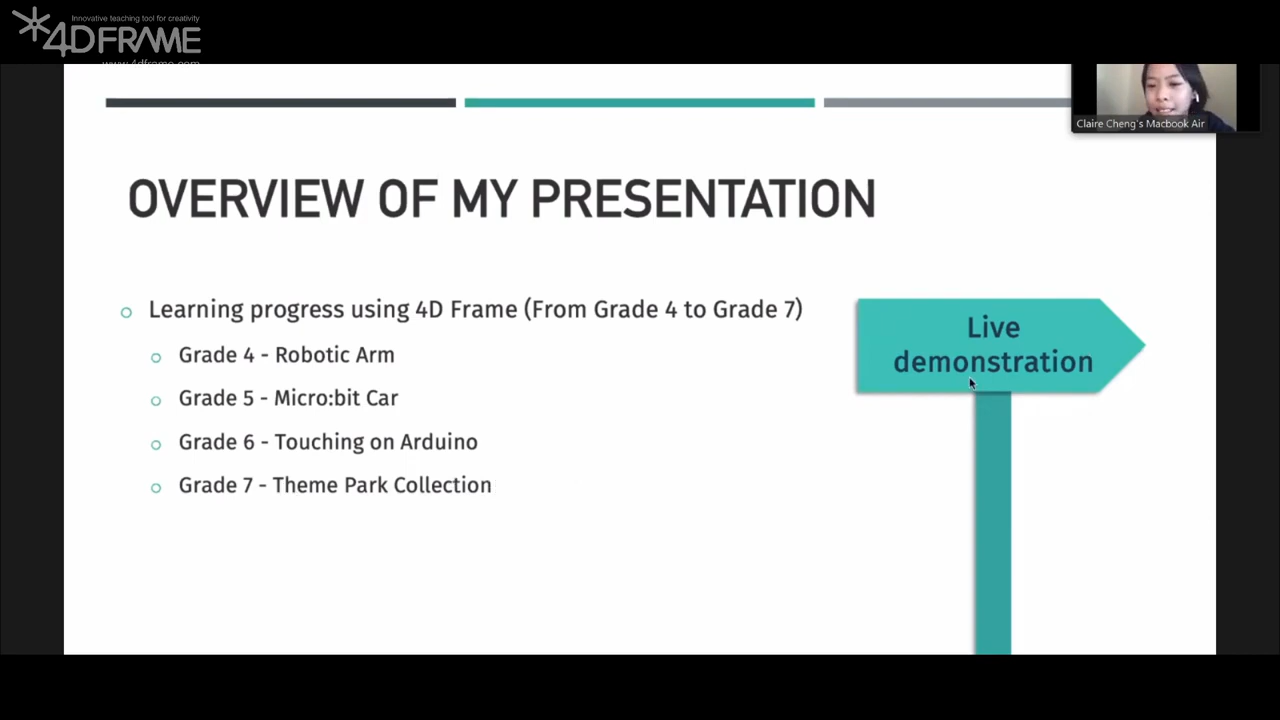 Innovative teaching tool for creativity
4DFRAME
www.4dframe.com
Claire Cheng's Macbook Air
OVERVIEW OF MY PRESENTATION
Learning progress using 4D Frame (From Grade 4 to Grade 7)
Grade 4 - Robotic Arm
Grade 5 - Micro:bit Car
Grade 6 - Touching on Arduino
Grade 7 - Theme Park Collection
Live
demonstration